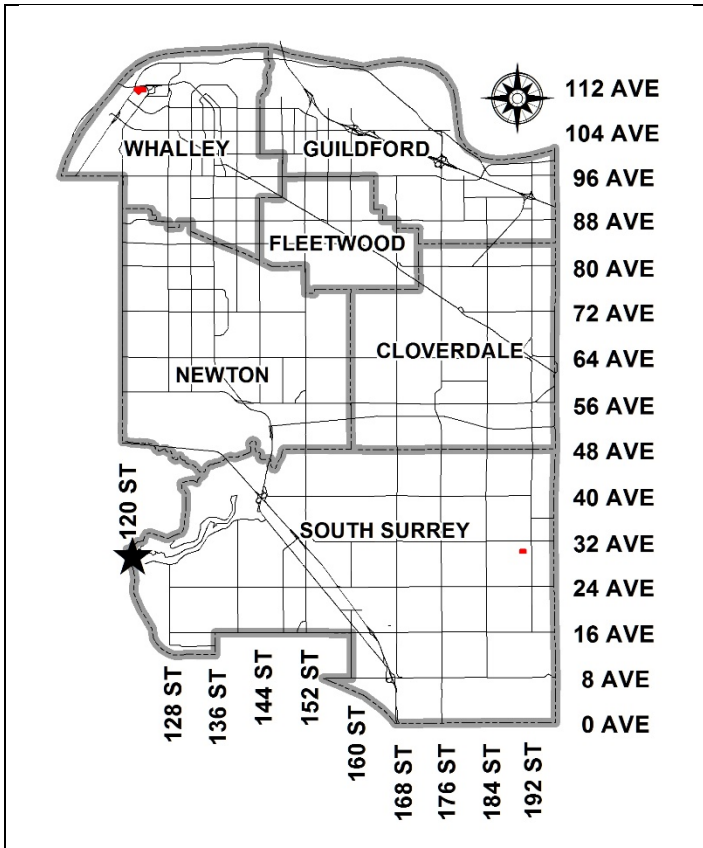 112 AVE
104 AVE
WHALLEY
GUILDFORD
96 AVE
88 AVE
FLEETWOOD
80 AVE
72 AVE
CLOVERDALE
64 AVE
NEWTON
56 AVE
48 AVE
120 ST
40 AVE
SOUTH SURREY
32 AVE
24 AVE
16 AVE
8 AVE
0 AVE
128 ST
136 ST
144 ST
152 ST
160 ST
168 ST
176 ST
184 ST
192 ST